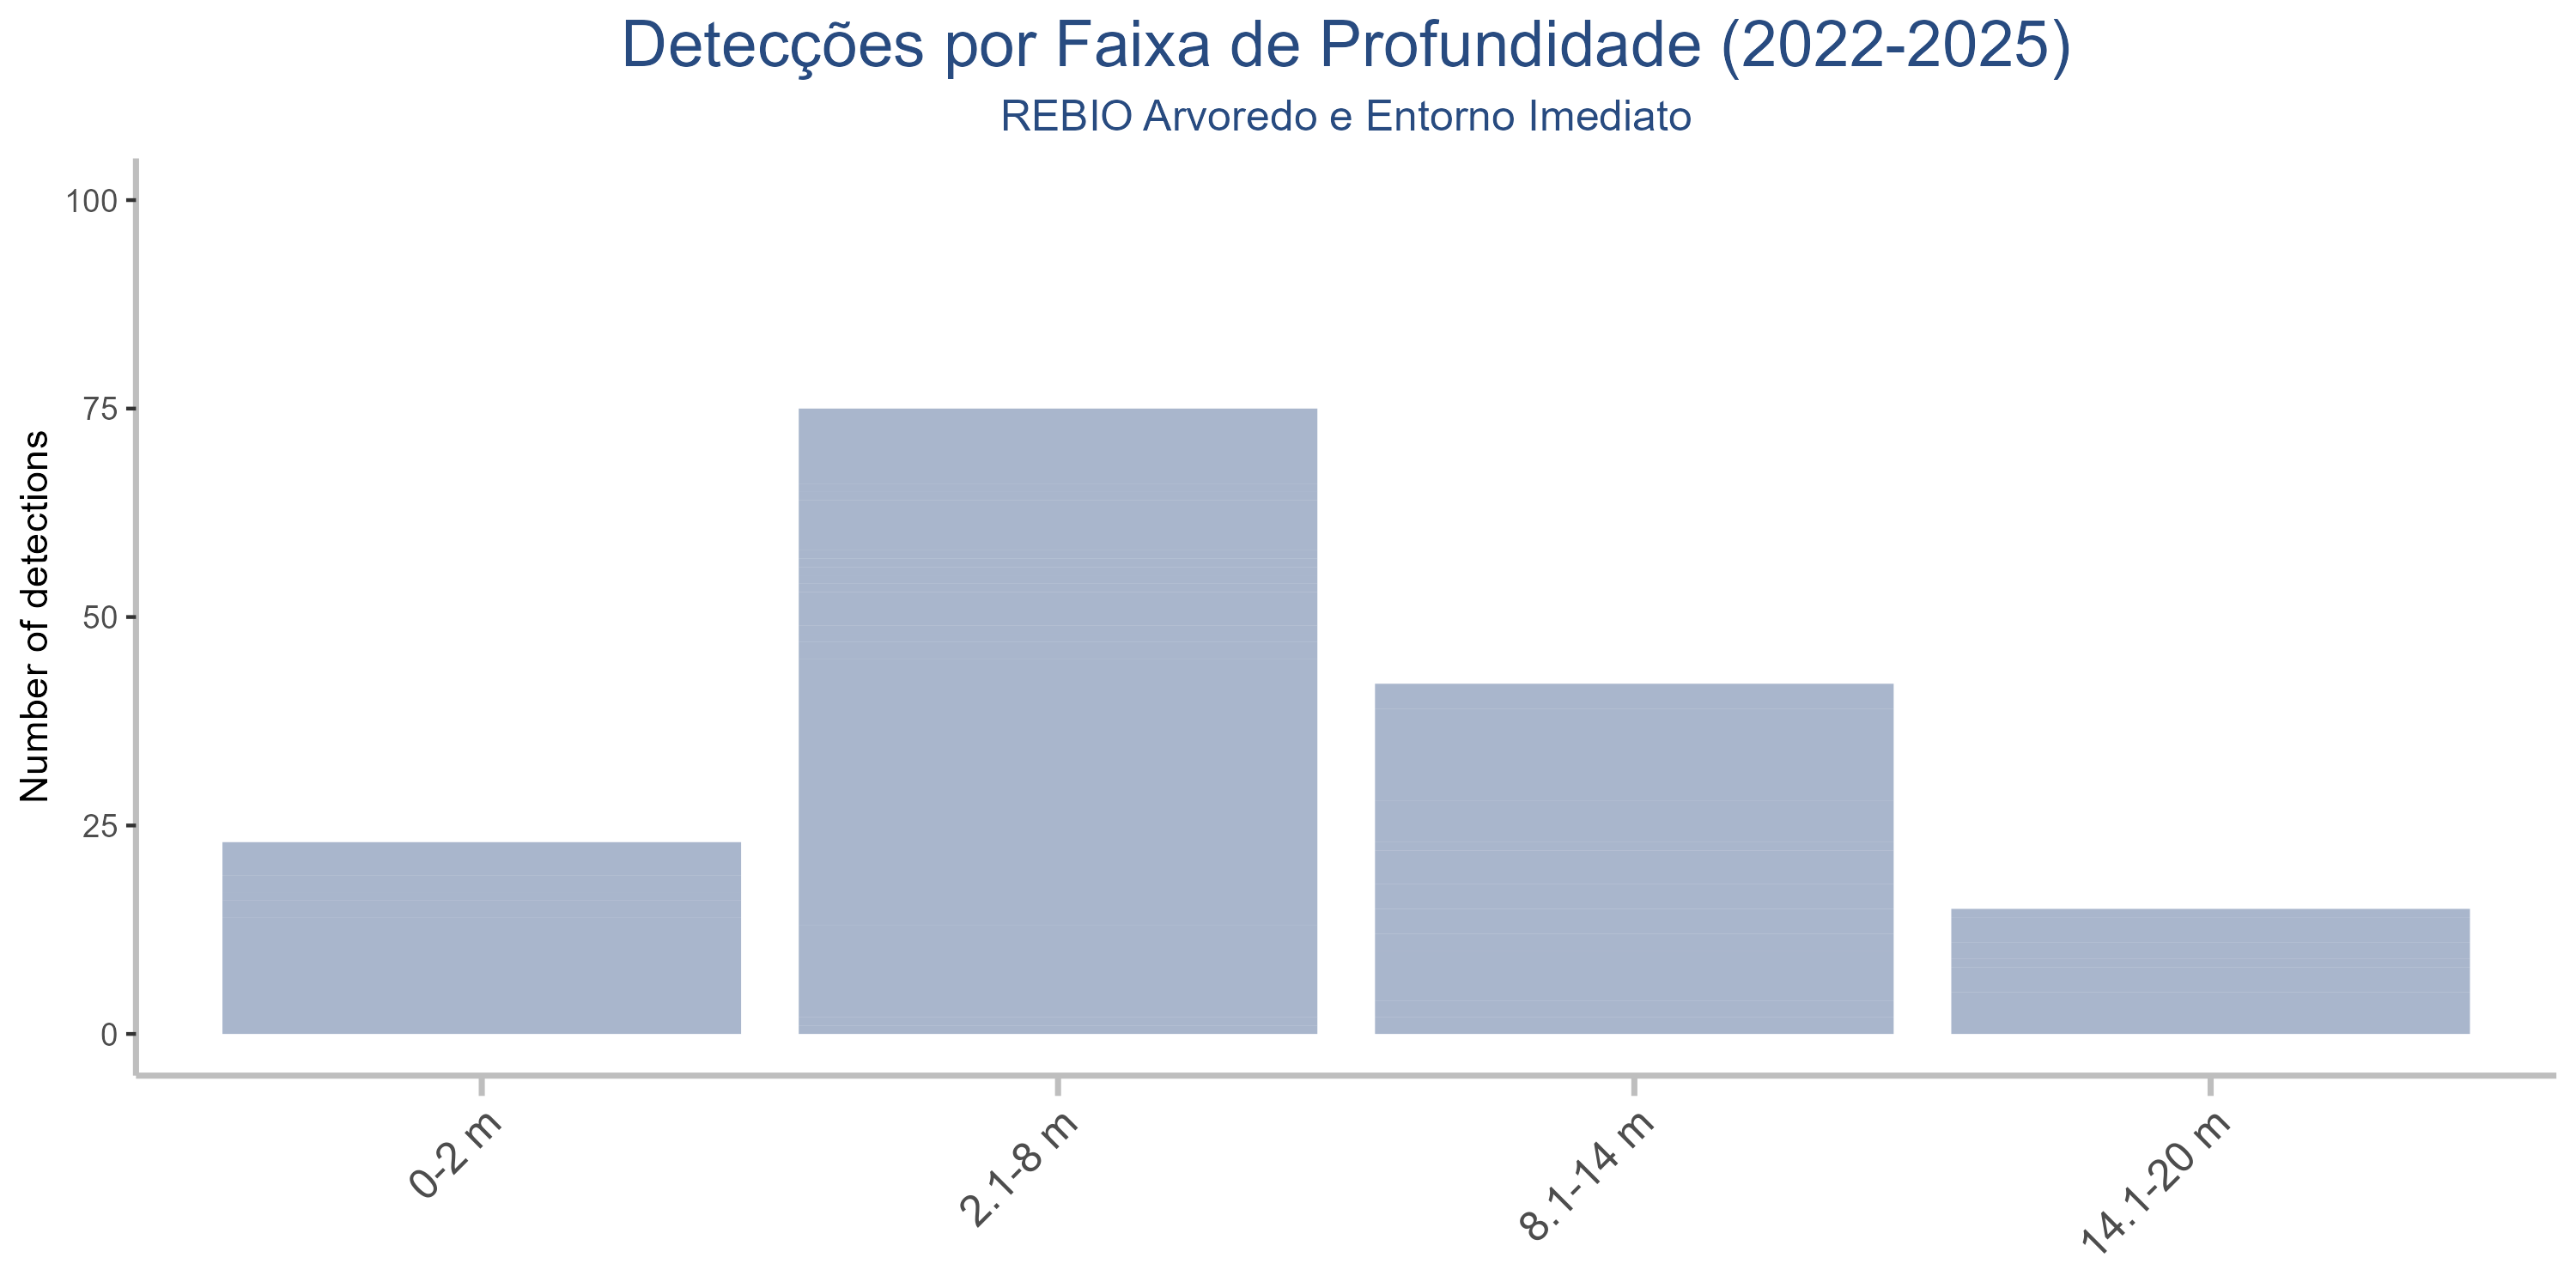 Detecções por Faixa de Profundidade (2022-2025)
REBIO Arvoredo e Entorno Imediato
Number of detections
100
75
50
25
0
0-2 m
2.1-8 m
8.1-14 m
14.1-20 m